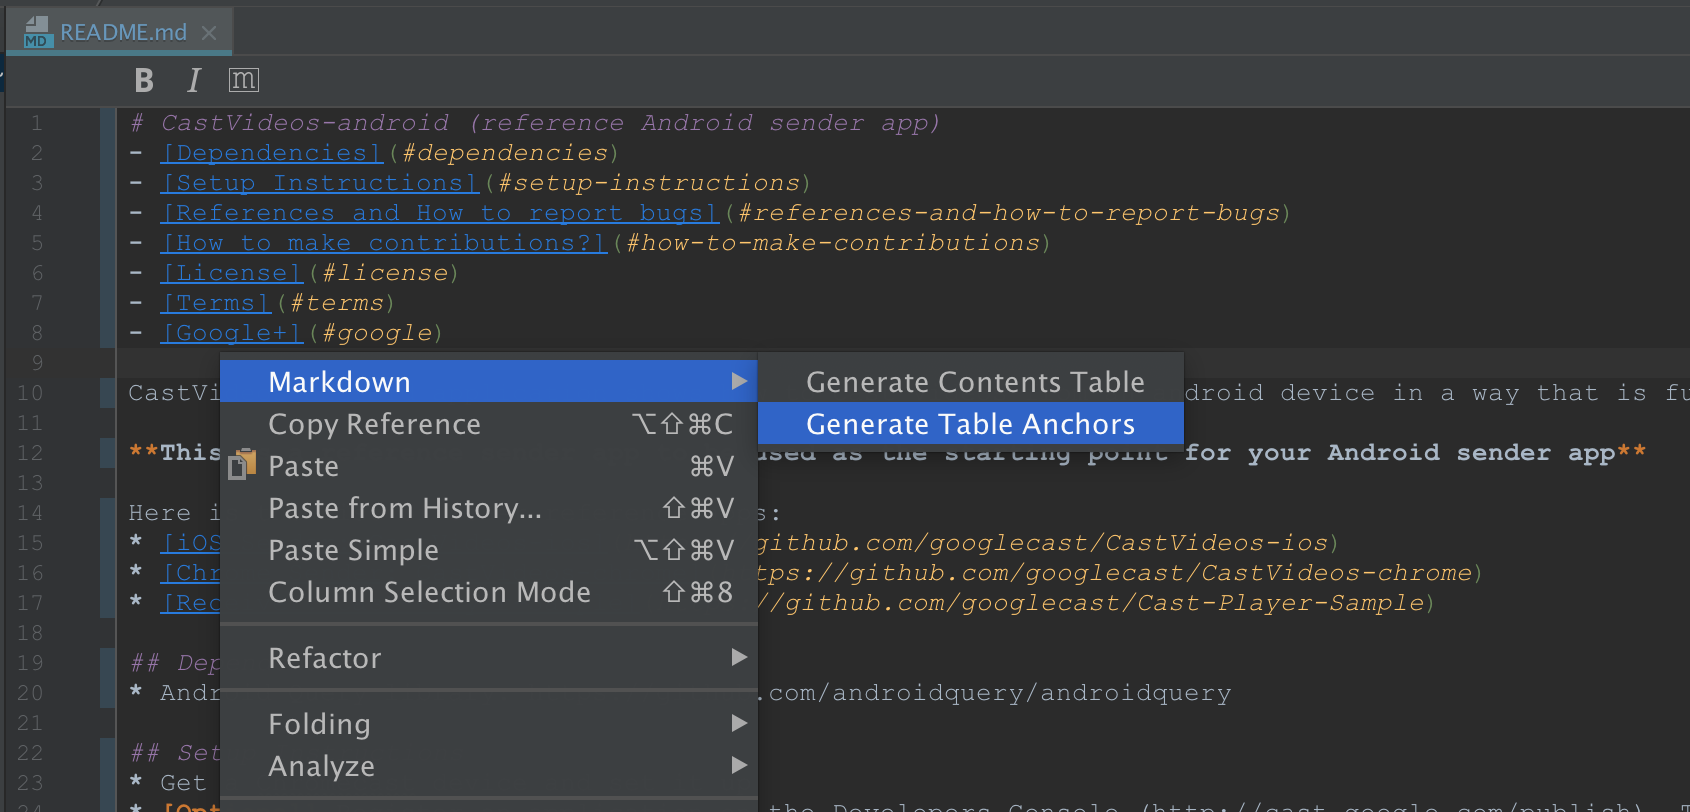 README.md
MD
B I m
1 # CastVideos-android (reference Android sender app)
2 - [Dependencies](#dependencies)
3 - [Setup Instructions](#setup-instructions)
4 - [References and How to report bugs](#references-and-how-to-report-bugs)
5 - [How to make contributions?](#how-to-make-contributions)
6 - [License](#license)
7 - [Terms](#terms)
8 - [Google+](#google)
9
10 CastVi droid device in a way that is fu
11
12 **This used as the starting point for your Android sender app**
13
14 Here i s:
15 * [iOS github.com/googlecast/CastVideos-ios)
16 * [Chr tps://github.com/googlecast/CastVideos-chrome)
17 * [Rec //github.com/googlecast/Cast-Player-Sample)
18
19 ## Dep
20 * Andr .com/androidquery/androidquery
21
22 ## Set
23 * Get
24 * [Opt the Developers Console (http://cast.google.com/publish).
Markdown
Copy Reference ⌥⇧⌘C
Paste ⌘V
Paste from History... ⇧⌘V
Paste Simple ⌥⇧⌘V
Column Selection Mode ⇧⌘8
Refactor
Folding
Analyze
Generate Contents Table
Generate Table Anchors